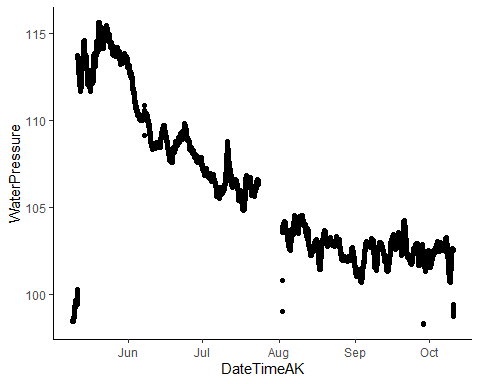 115
110
105
100
WaterPressure
Jun Jul Aug Sep Oct
DateTimeAK